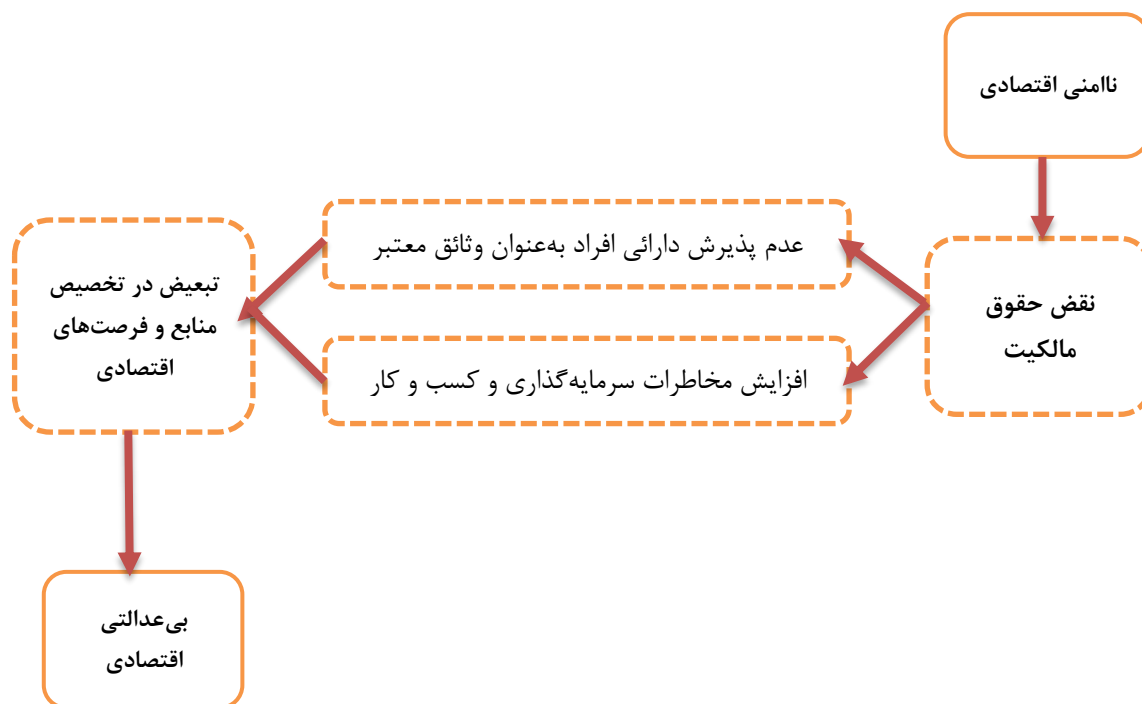 ناامنی اقتصادی
نقض حقوق
مالکیت
عدم پذیرش دارائی افراد به‌عنوان وثائق معتبر
افزایش مخاطرات سرمایه‌گذاری و کسب و کار
تبعیض در تخصیص
منابع و فرصت‌های
اقتصادی
بی‌عدالتی
اقتصادی